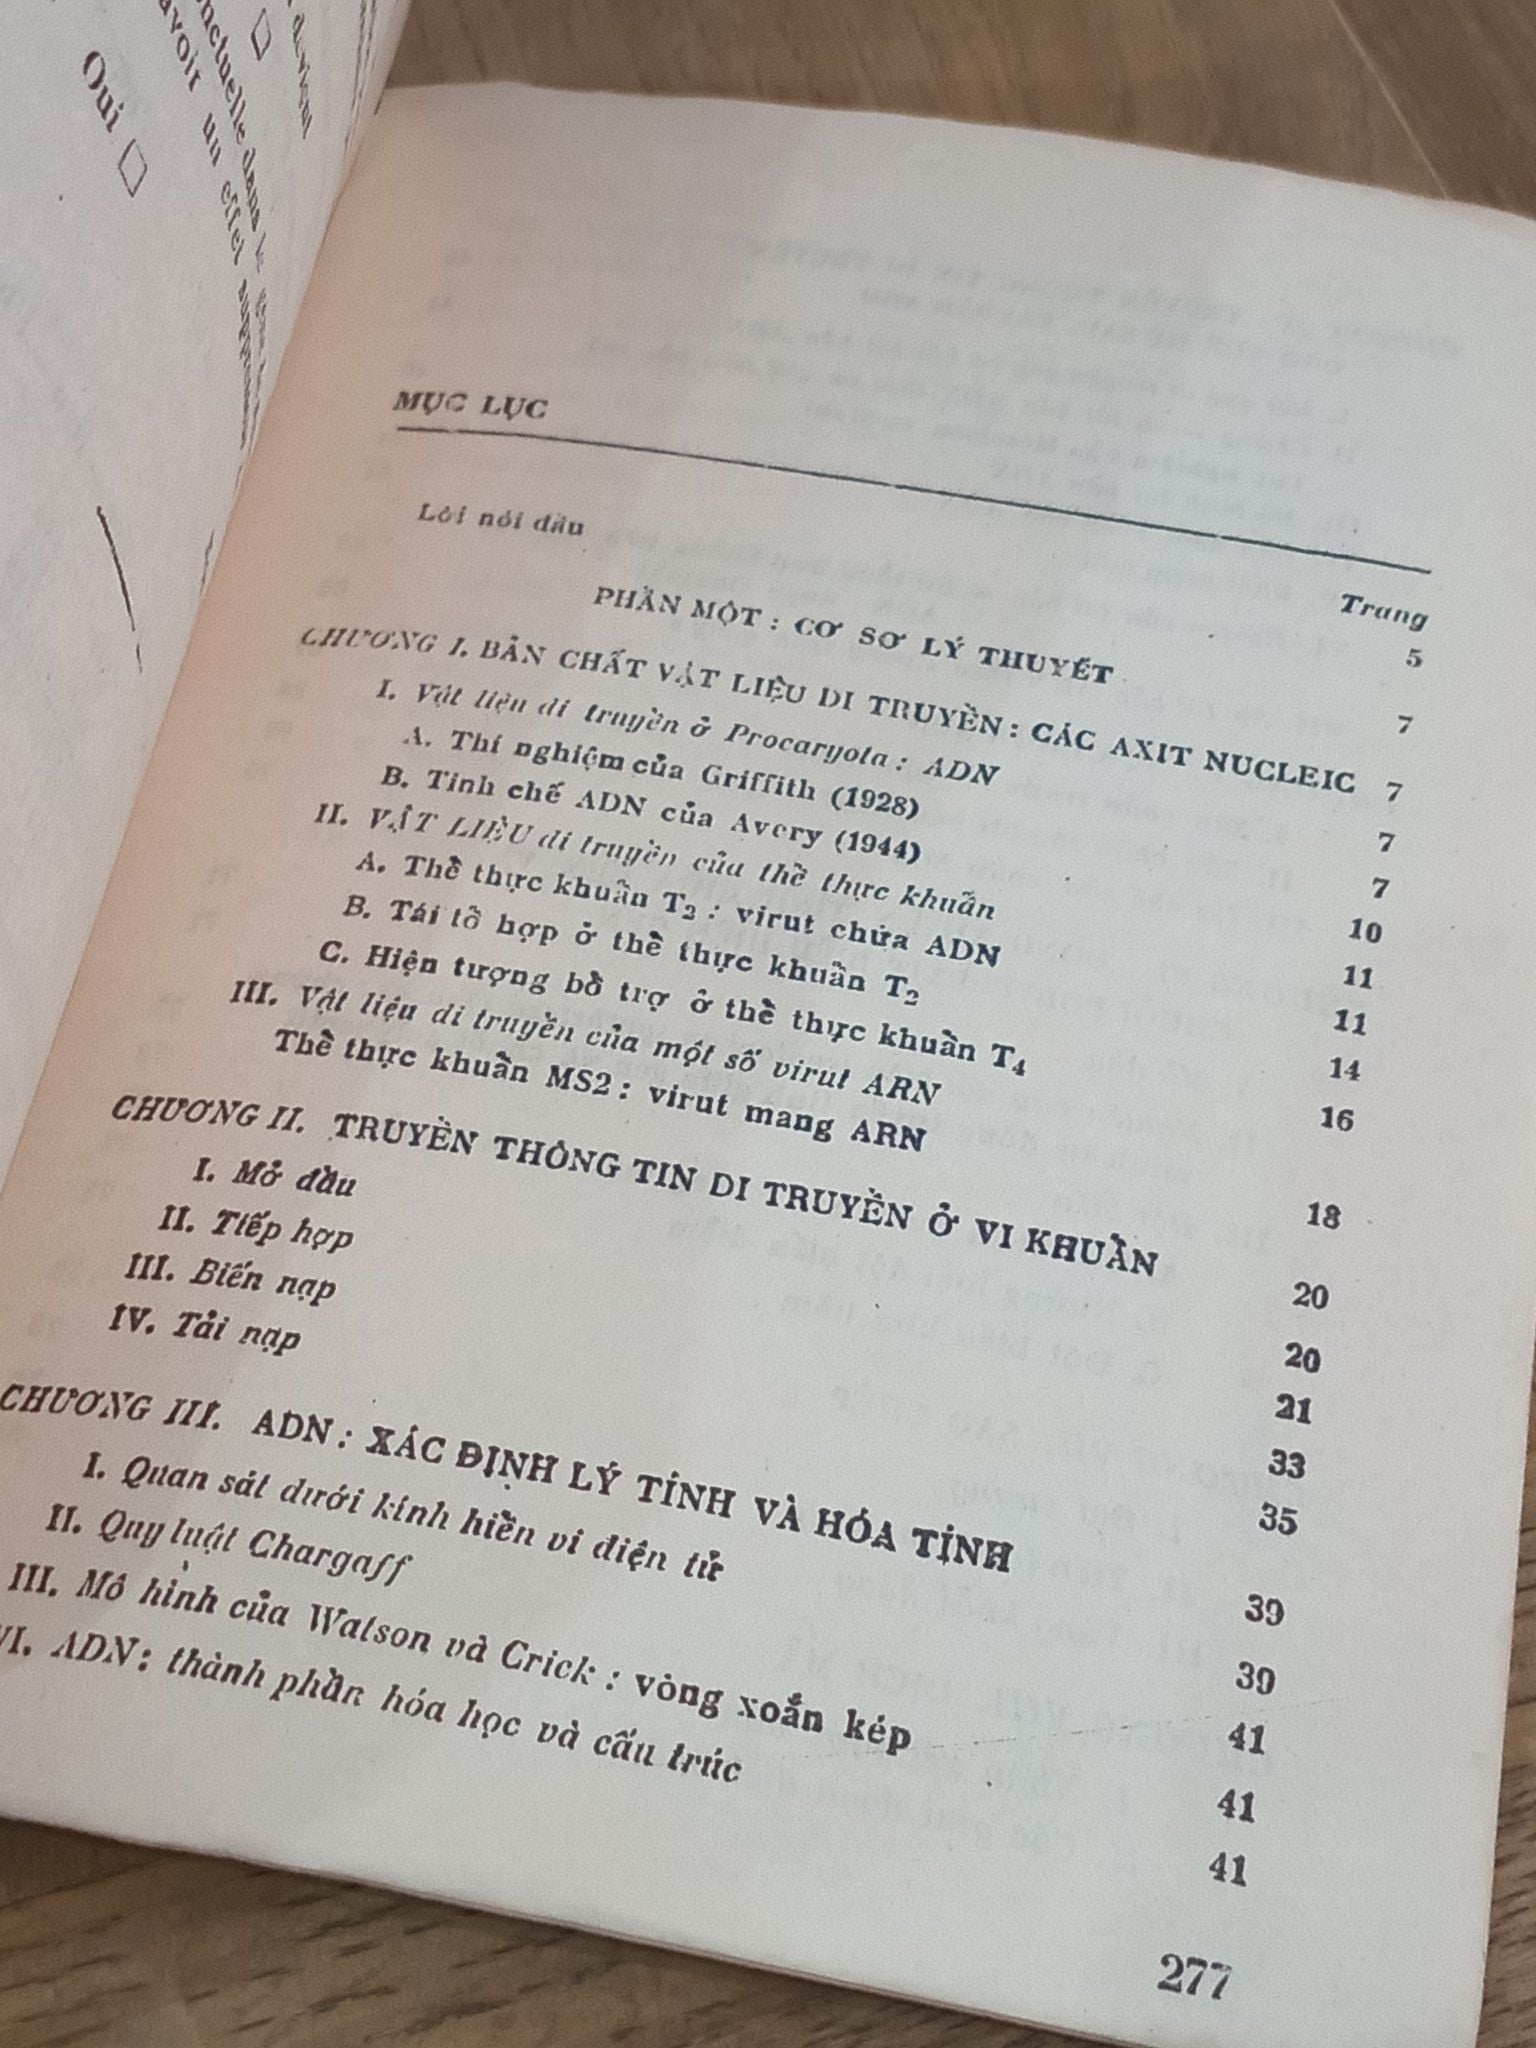 Oui
avoir un effet
MỤC LỤC
Trang
Lời nói đầu 5
PHẦN MỘT : CƠ SƠ LÝ THUYẾT 7
CHƯƠNG I. BẢN CHẤT VẬT LIỆU DI TRUYỀN : CÁC AXIT NUCLEIC 7
I. Vật liệu di truyền ở Procaryota : ADN 7
A. Thí nghiệm của Griffith (1928) 7
B. Tinh chế ADN của Avery (1944) 10
II. VẬT LIỆU di truyền của thể thực khuẩn 11
A. Thể thực khuẩn T2 : virut chứa ADN 11
B. Tái tổ hợp ở thể thực khuẩn T2 14
C. Hiện tượng bổ trợ ở thể thực khuẩn T4 16
III. Vật liệu di truyền của một số virut ARN
Thể thực khuẩn MS2 : virut mang ARN 18
CHƯƠNG II. TRUYỀN THÔNG TIN DI TRUYỀN Ở VI KHUẨN 20
I. Mở đầu 20
II. Tiếp hợp 21
III. Biến nạp 33
IV. Tải nạp 35
CHƯƠNG III. ADN : XÁC ĐỊNH LÝ TÍNH VÀ HÓA TÍNH 39
I. Quan sát dưới kính hiển vi điện tử 39
II. Quy luật Chargaff 41
III. Mô hình của Watson và Crick : vòng xoắn kép 41
VI. ADN : thành phần hóa học và cấu trúc 41
277